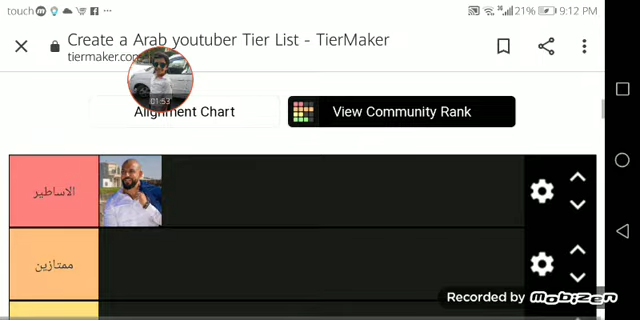 touch
21% 9:12 PM
Create a Arab youtuber Tier List - TierMaker
tiermaker.com
01:53
Alignment Chart
View Community Rank
الاساطير
ممتازين
Recorded by Mobizen